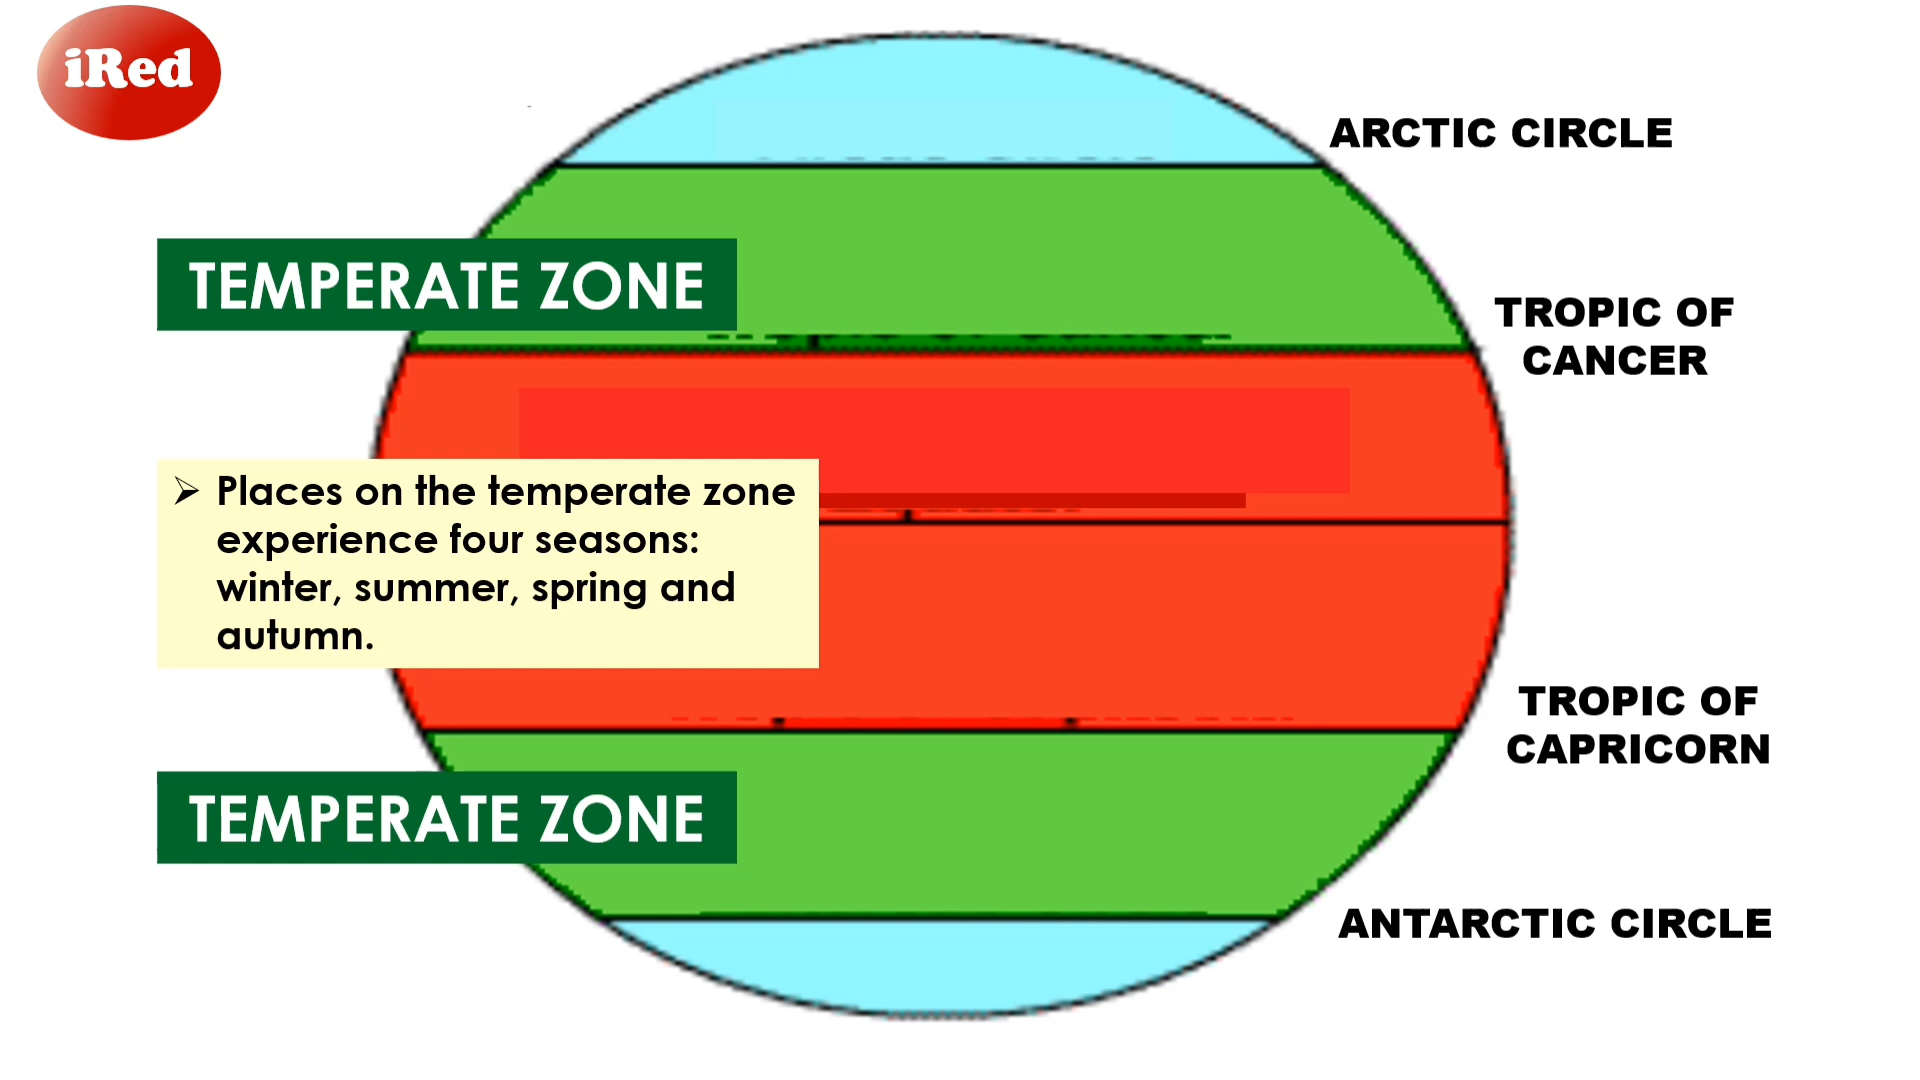 iRed
ARCTIC CIRCLE
TEMPERATE ZONE
TROPIC OF
CANCER
➢ Places on the temperate zone
experience four seasons:
winter, summer, spring and
autumn.
TROPIC OF
CAPRICORN
TEMPERATE ZONE
ANTARCTIC CIRCLE